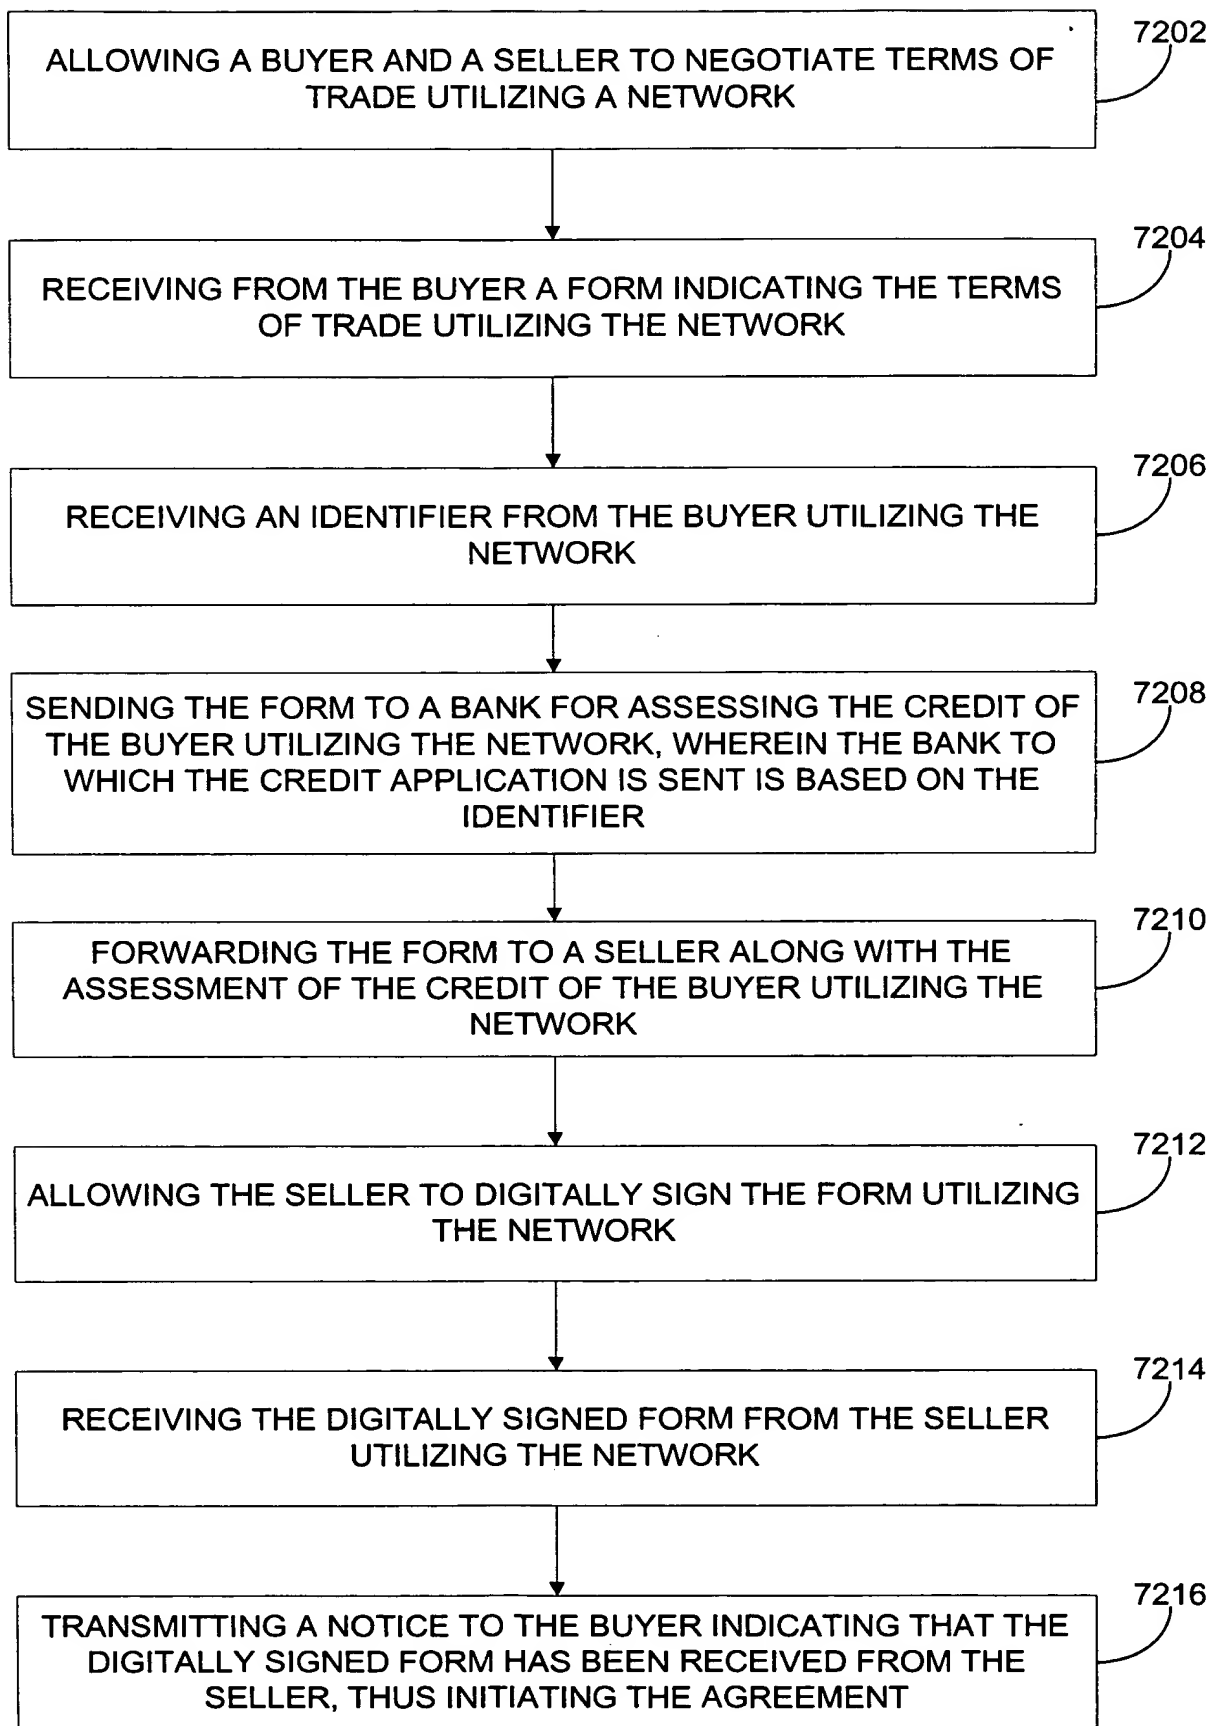 7202
ALLOWING A BUYER AND A SELLER TO NEGOTIATE TERMS OF
TRADE UTILIZING A NETWORK
7204
RECEIVING FROM THE BUYER A FORM INDICATING THE TERMS
OF TRADE UTILIZING THE NETWORK
7206
RECEIVING AN IDENTIFIER FROM THE BUYER UTILIZING THE
NETWORK
7208
SENDING THE FORM TO A BANK FOR ASSESSING THE CREDIT OF
THE BUYER UTILIZING THE NETWORK, WHEREIN THE BANK TO
WHICH THE CREDIT APPLICATION IS SENT IS BASED ON THE
IDENTIFIER
7210
FORWARDING THE FORM TO A SELLER ALONG WITH THE
ASSESSMENT OF THE CREDIT OF THE BUYER UTILIZING THE
NETWORK
7212
ALLOWING THE SELLER TO DIGITALLY SIGN THE FORM UTILIZING
THE NETWORK
7214
RECEIVING THE DIGITALLY SIGNED FORM FROM THE SELLER
UTILIZING THE NETWORK
7216
TRANSMITTING A NOTICE TO THE BUYER INDICATING THAT THE
DIGITALLY SIGNED FORM HAS BEEN RECEIVED FROM THE
SELLER, THUS INITIATING THE AGREEMENT